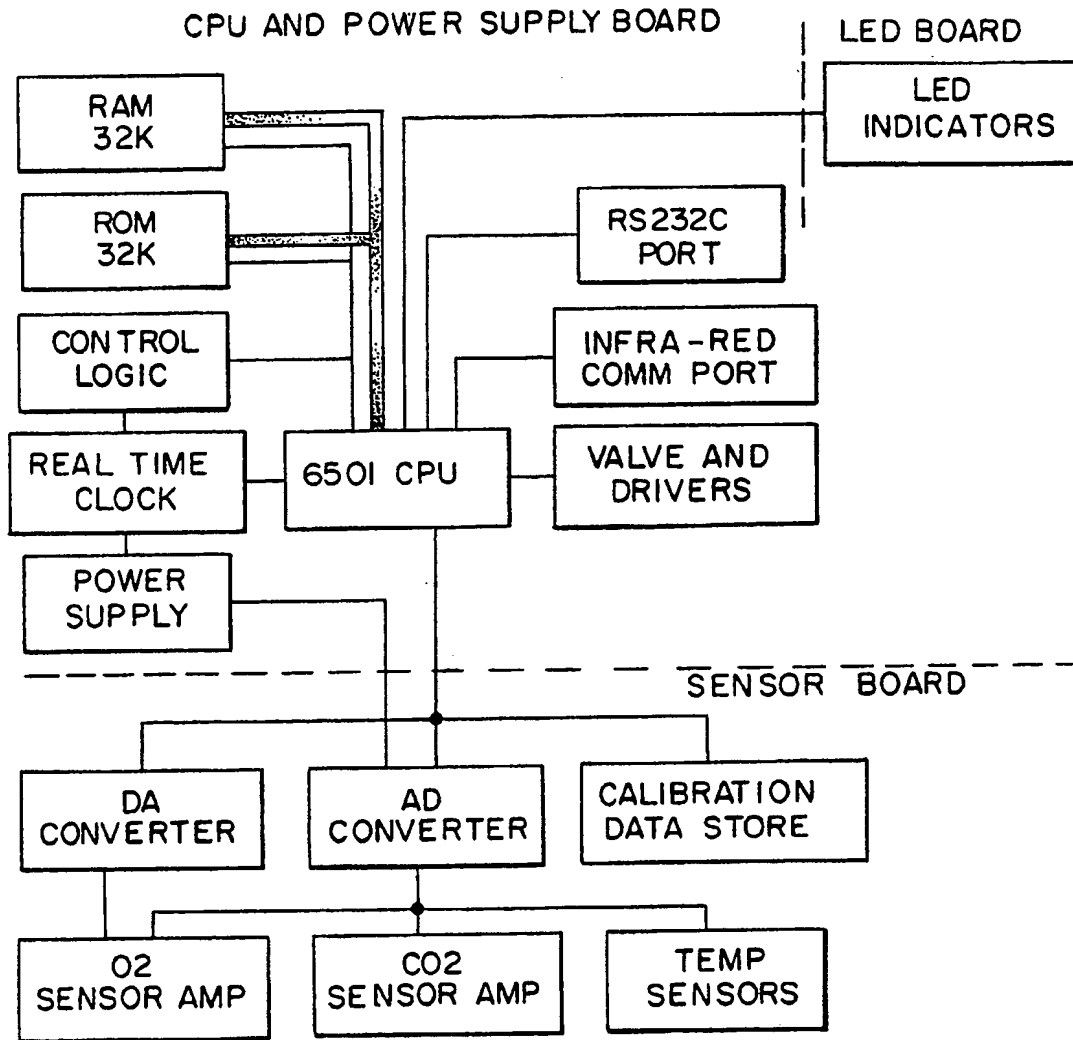 CPU AND POWER SUPPLY BOARD
LED BOARD
RAM
32K
LED
INDICATORS
ROM
32K
RS232C
PORT
CONTROL
LOGIC
INFRA-RED
COMM PORT
REAL TIME
CLOCK
6501 CPU
VALVE AND
DRIVERS
POWER
SUPPLY
SENSOR BOARD
DA
CONVERTER
AD
CONVERTER
CALIBRATION
DATA STORE
O2
SENSOR AMP
CO2
SENSOR AMP
TEMP
SENSORS